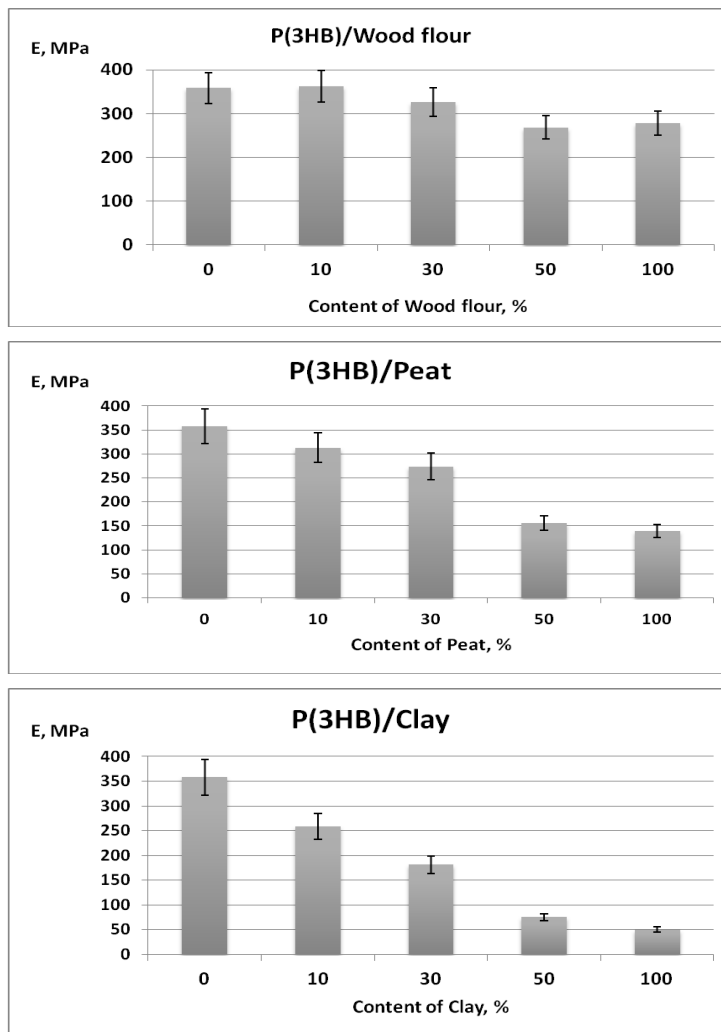 P(3HB)/Wood flour
E, MPa
400
300
200
100
0
0 10 30 50 100
Content of Wood flour, %
P(3HB)/Peat
E, MPa
400
350
300
250
200
150
100
50
0
0 10 30 50 100
Content of Peat, %
P(3HB)/Clay
E, MPa
400
350
300
250
200
150
100
50
0
0 10 30 50 100
Content of Clay, %